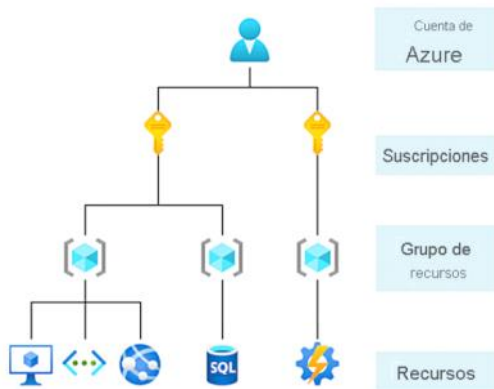 Cuenta de
Azure
Suscripciones
Grupo de
recursos
SQL
Recursos